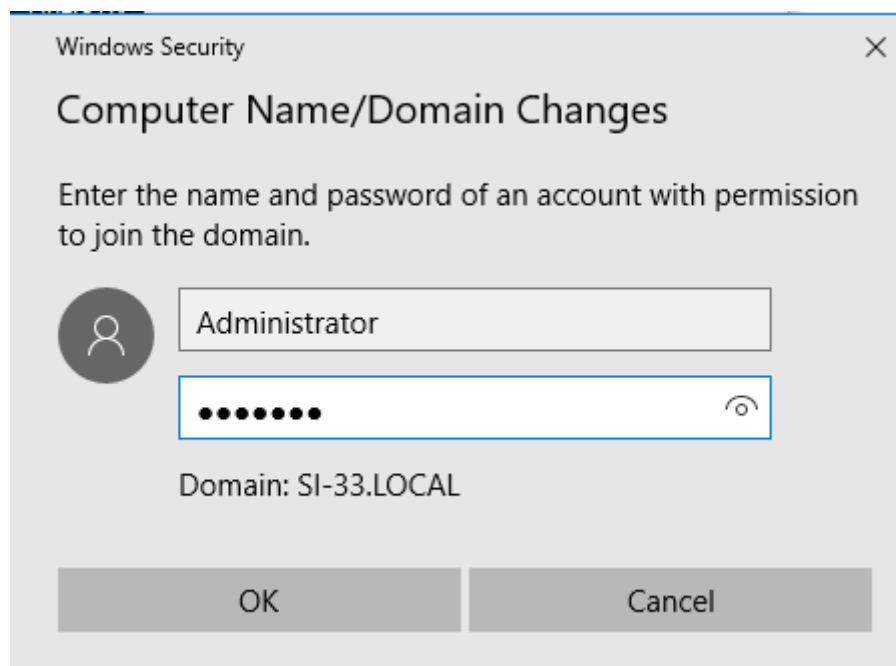 Windows Security
Computer Name/Domain Changes
Enter the name and password of an account with permission
to join the domain.
Administrator
●●●●●●●
Domain: SI-33.LOCAL
OK
Cancel